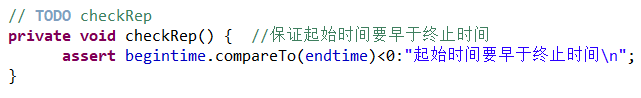 // TODO checkRep
private void checkRep() {  //保证起始时间要早于终止时间
      assert begintime.compareTo(endtime)<0:"起始时间要早于终止时间\n";
}